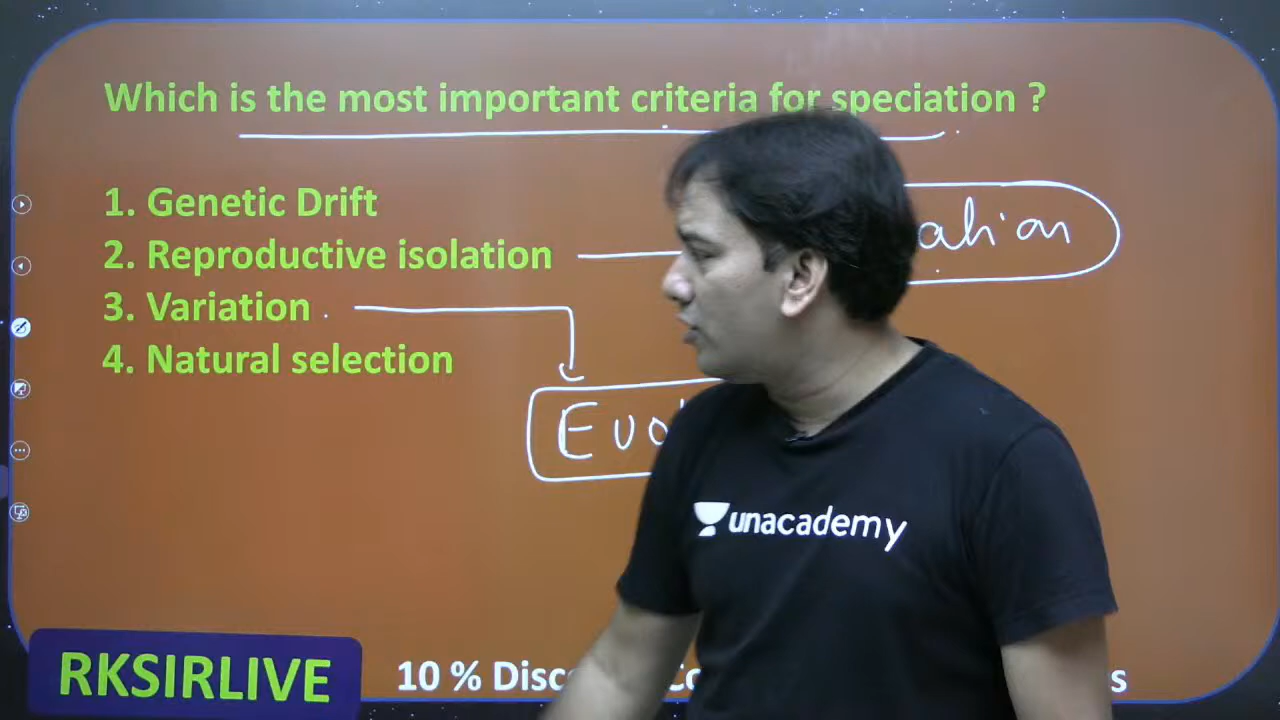 Which is the most important criteria for speciation ?
1. Genetic Drift
2. Reproductive isolation
3. Variation
4. Natural selection
unacademy
RKSIRLIVE
10 %